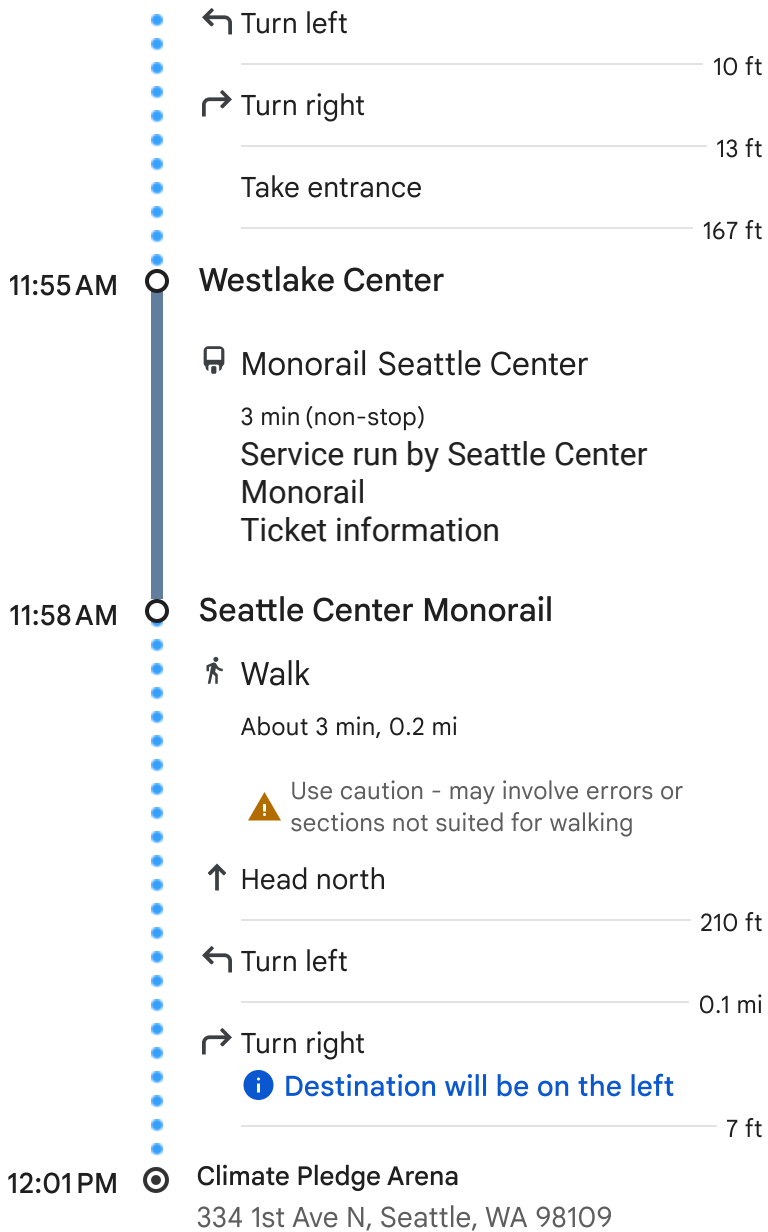 Turn left
10 ft
Turn right
13 ft
Take entrance
167 ft
11:55 AM
Westlake Center
Monorail Seattle Center
3 min (non-stop)
Service run by Seattle Center
Monorail
Ticket information
11:58 AM
Seattle Center Monorail
Walk
About 3 min, 0.2 mi
Use caution - may involve errors or
sections not suited for walking
Head north
210 ft
Turn left
0.1 mi
Turn right
Destination will be on the left
7 ft
12:01 PM
Climate Pledge Arena
334 1st Ave N, Seattle, WA 98109